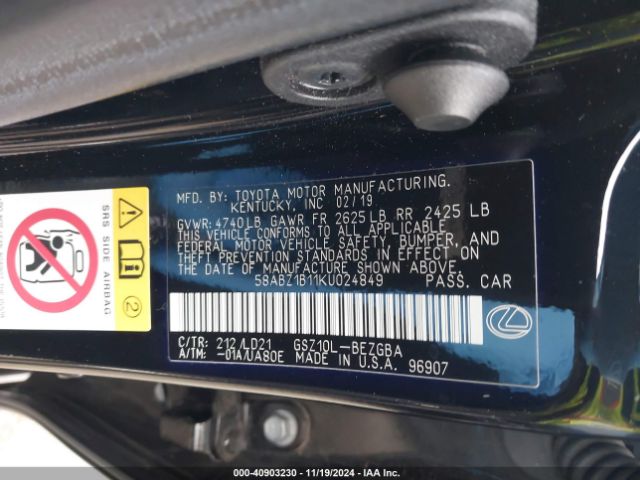 MFD. BY: TOYOTA MOTOR MANUFACTURING.
KENTUCKY, INC 02/19
GVWR: 4740LB GAWR FR 2625LB RR 2425 LB
THIS VEHICLE CONFORMS TO ALL APPLICABLE
FEDERAL MOTOR VEHICLE SAFETY, BUMPER, AND
THEFT PREVENTION STANDARDS IN EFFECT ON
THE DATE OF MANUFACTURE SHOWN ABOVE.
58ABZ1B11KU024849 PASS. CAR
C/TR: 212/LD21 GSZ10L-BEZGBA
A/TM: -01A/UA80E MADE IN U.S.A. 96907
2
000-40903230 - 11/19/2024 - IAA Inc.